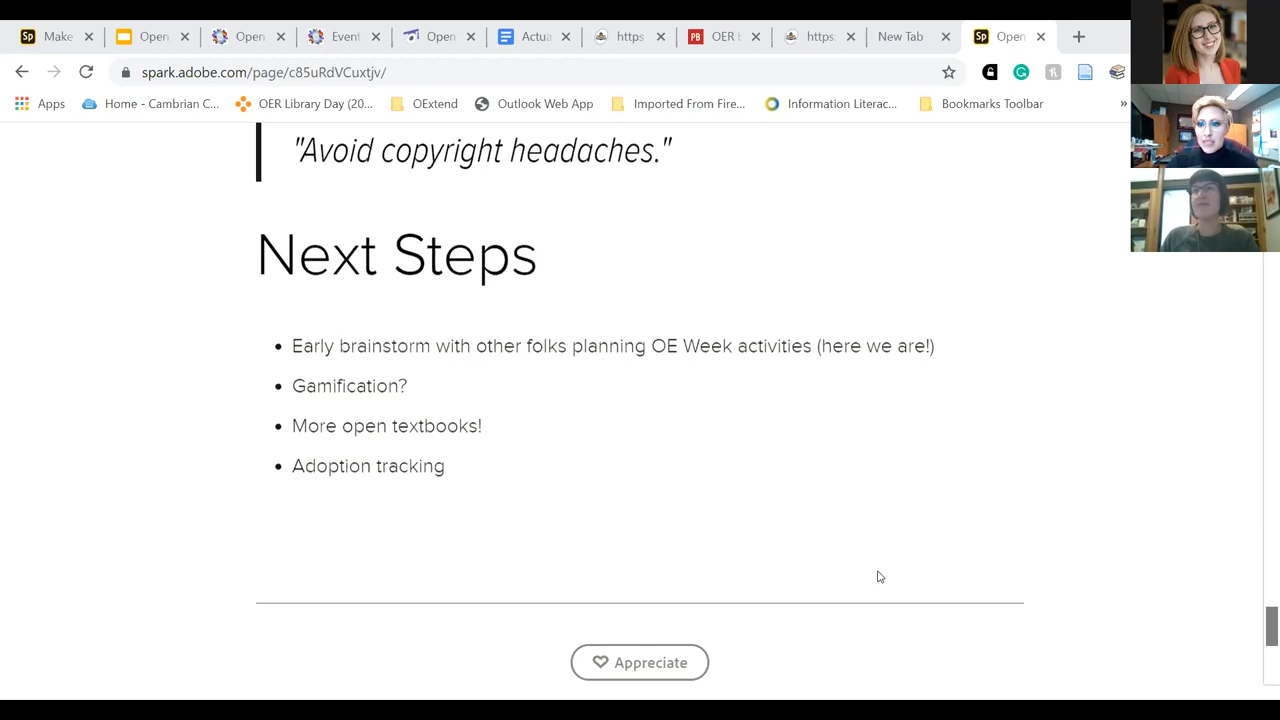 Make
Open
Open
Event
Open
Actua
https
OER b
https:
New Tab
Open
spark.adobe.com/page/c85uRdVCuxtjv/
Apps
Home - Cambrian C...
OER Library Day (20...
OExtend
Outlook Web App
Imported From Fire...
Information Literac...
Bookmarks Toolbar
"Avoid copyright headaches."
Next Steps
• Early brainstorm with other folks planning OE Week activities (here we are!)
• Gamification?
• More open textbooks!
• Adoption tracking
Appreciate